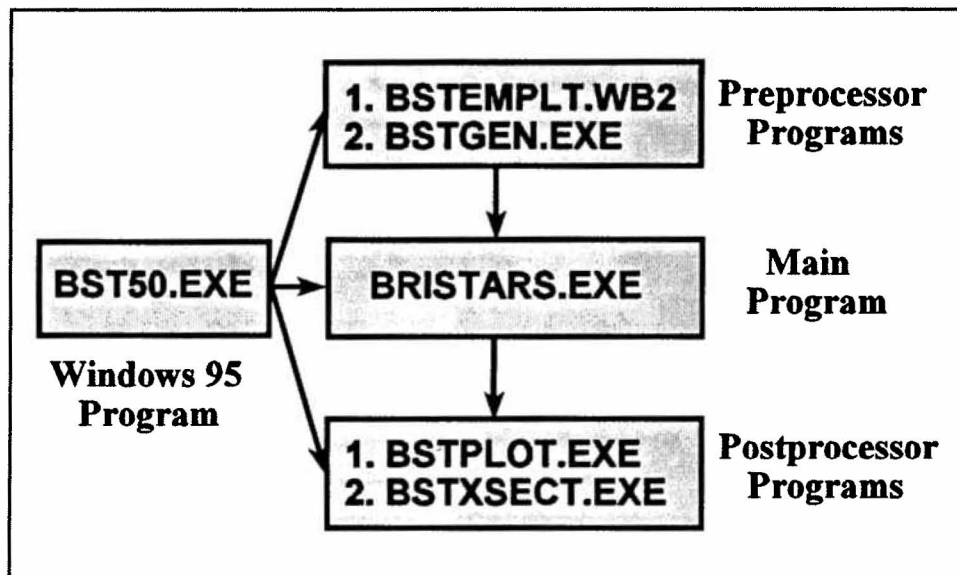 1. BSTEMPLT.WB2
2. BSTGEN.EXE
Preprocessor
Programs
BST50.EXE
Windows 95
Program
BRISTARS.EXE
Main
Program
1. BSTPLOT.EXE
2. BSTXSECT.EXE
Postprocessor
Programs